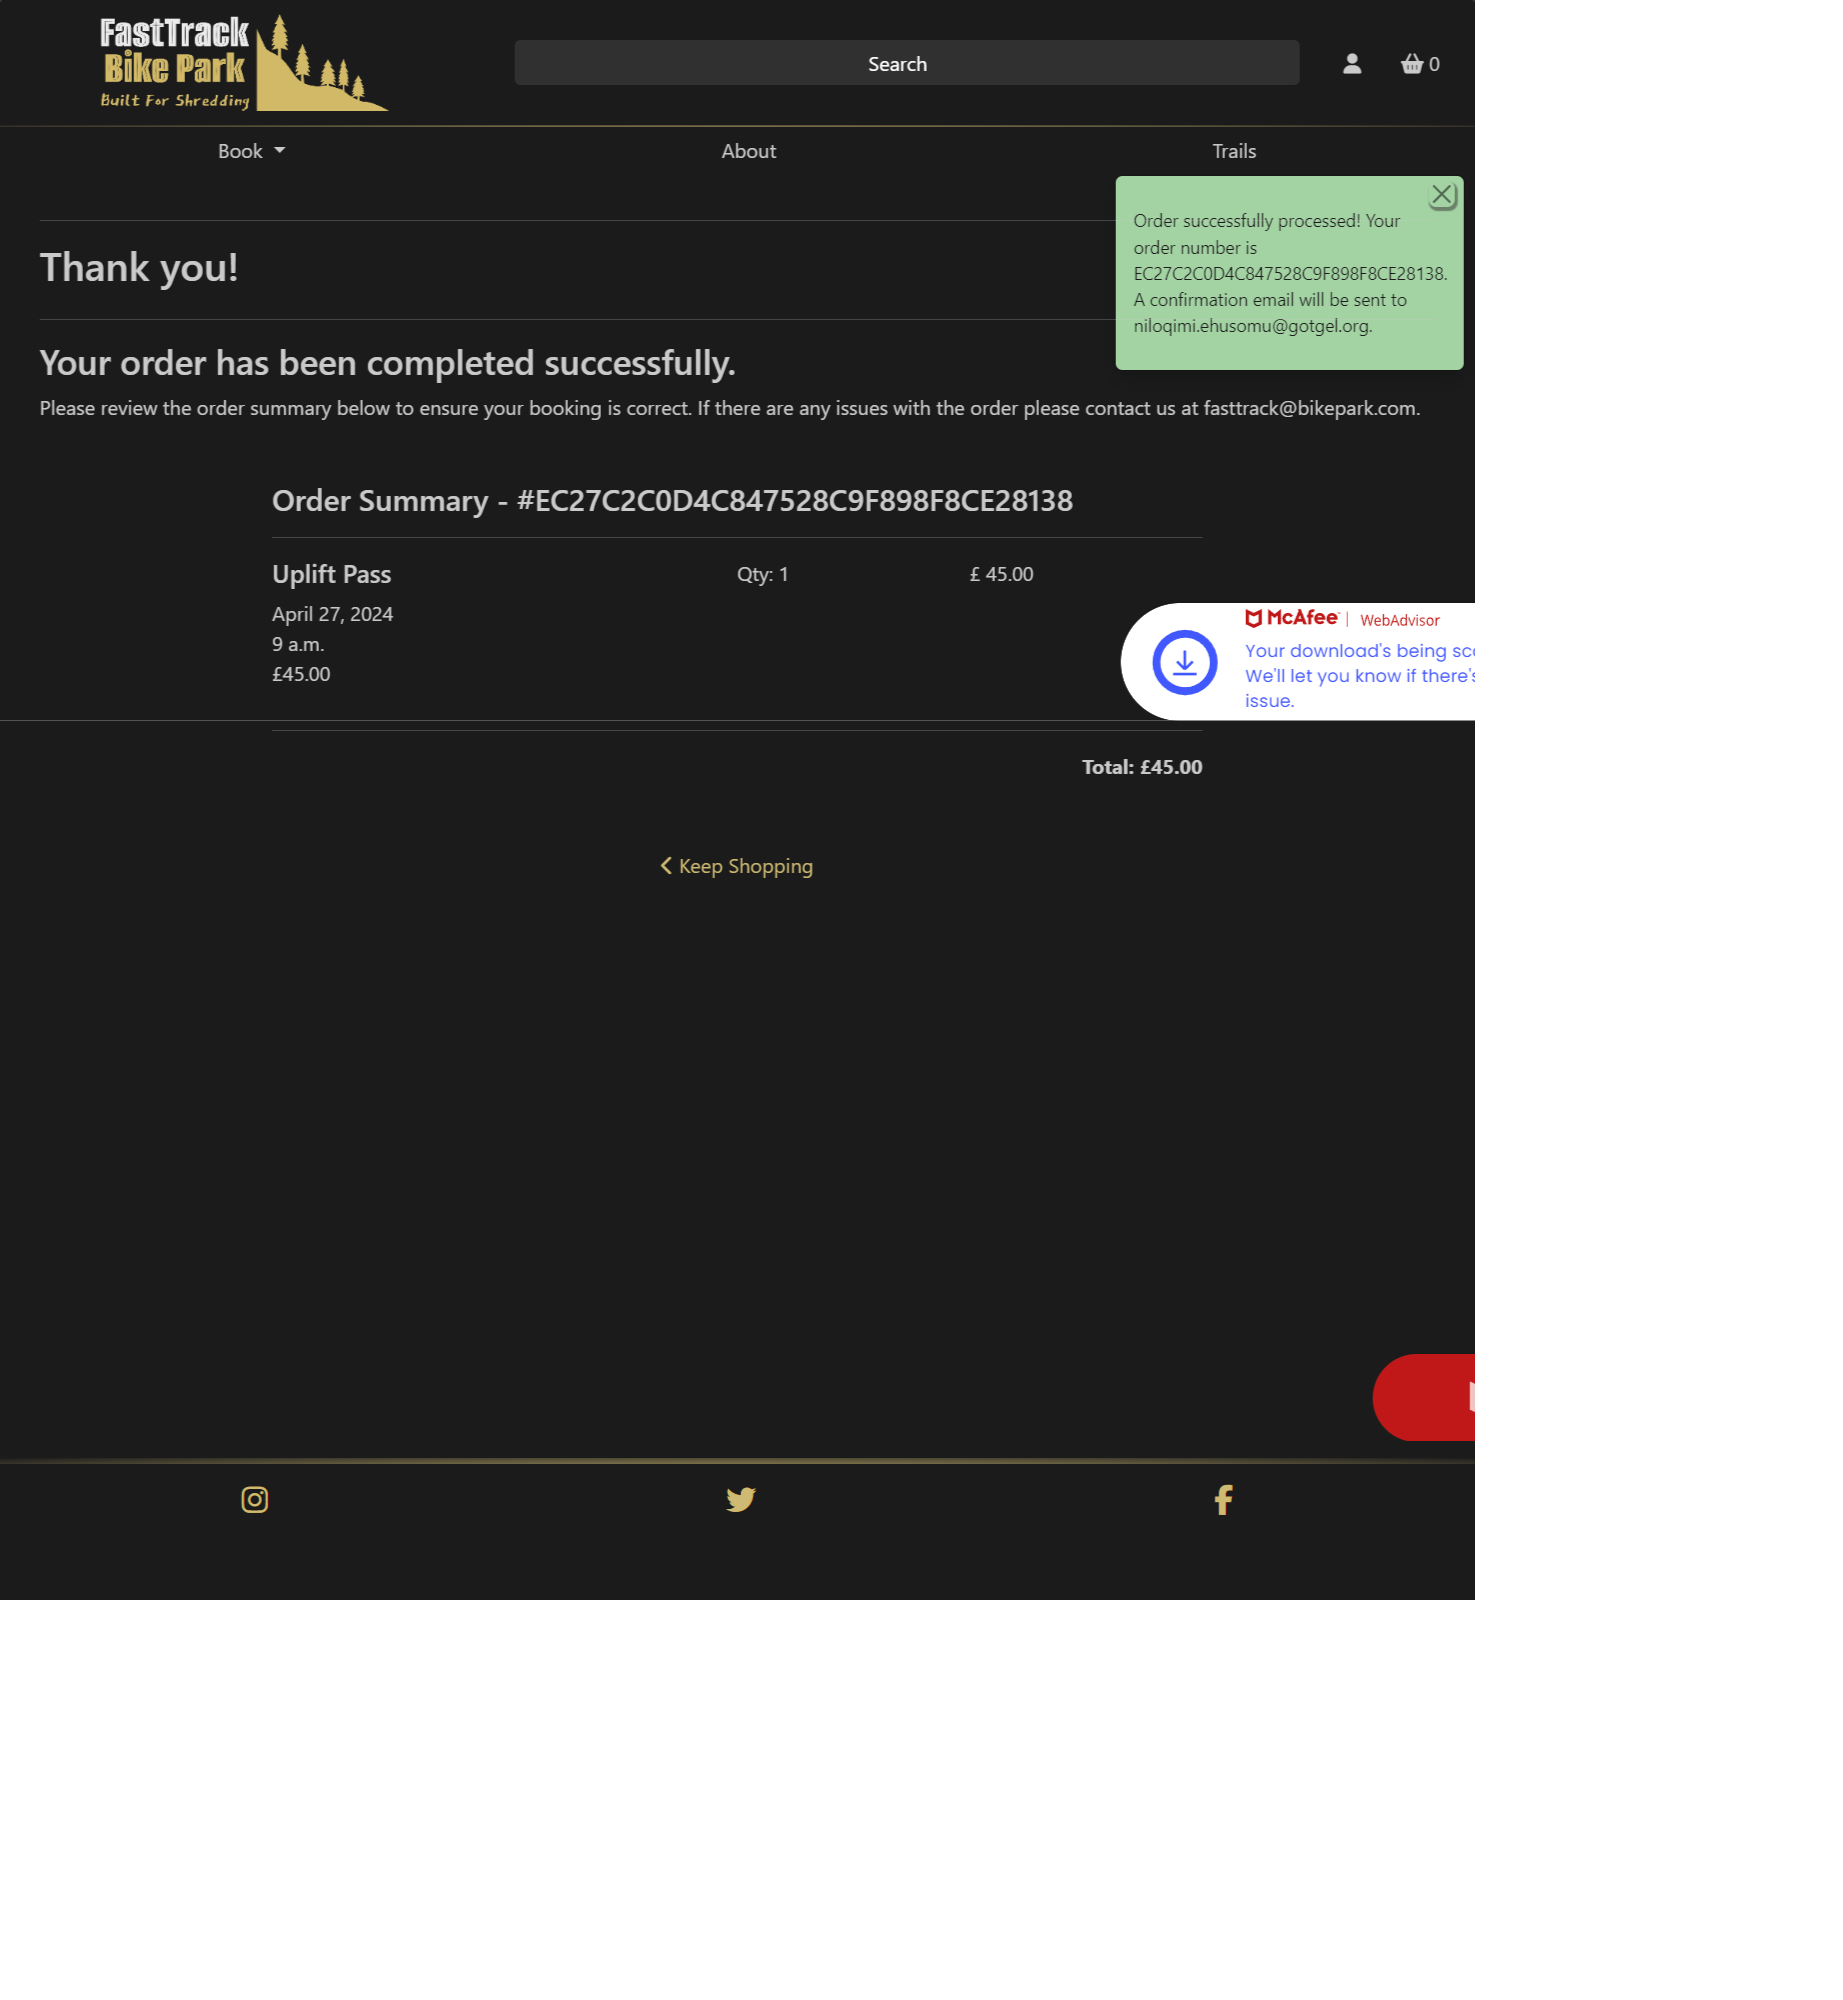 FastTrack
Bike Park
Built For Shredding
Search
0
Book
About
Trails
Order successfully processed! Your
order number is
EC27C2C0D4C847528C9F898F8CE28138.
A confirmation email will be sent to
niloqimi.ehusomu@gotgel.org.
Thank you!
Your order has been completed successfully.
Please review the order summary below to ensure your booking is correct. If there are any issues with the order please contact us at fasttrack@bikepark.com.
Order Summary - #EC27C2C0D4C847528C9F898F8CE28138
Uplift Pass
Qty: 1
£ 45.00
April 27, 2024
9 a.m.
£45.00
McAfee | WebAdvisor
Your download's being
We'll let you know if there's
issue.
Total: £45.00
Keep Shopping